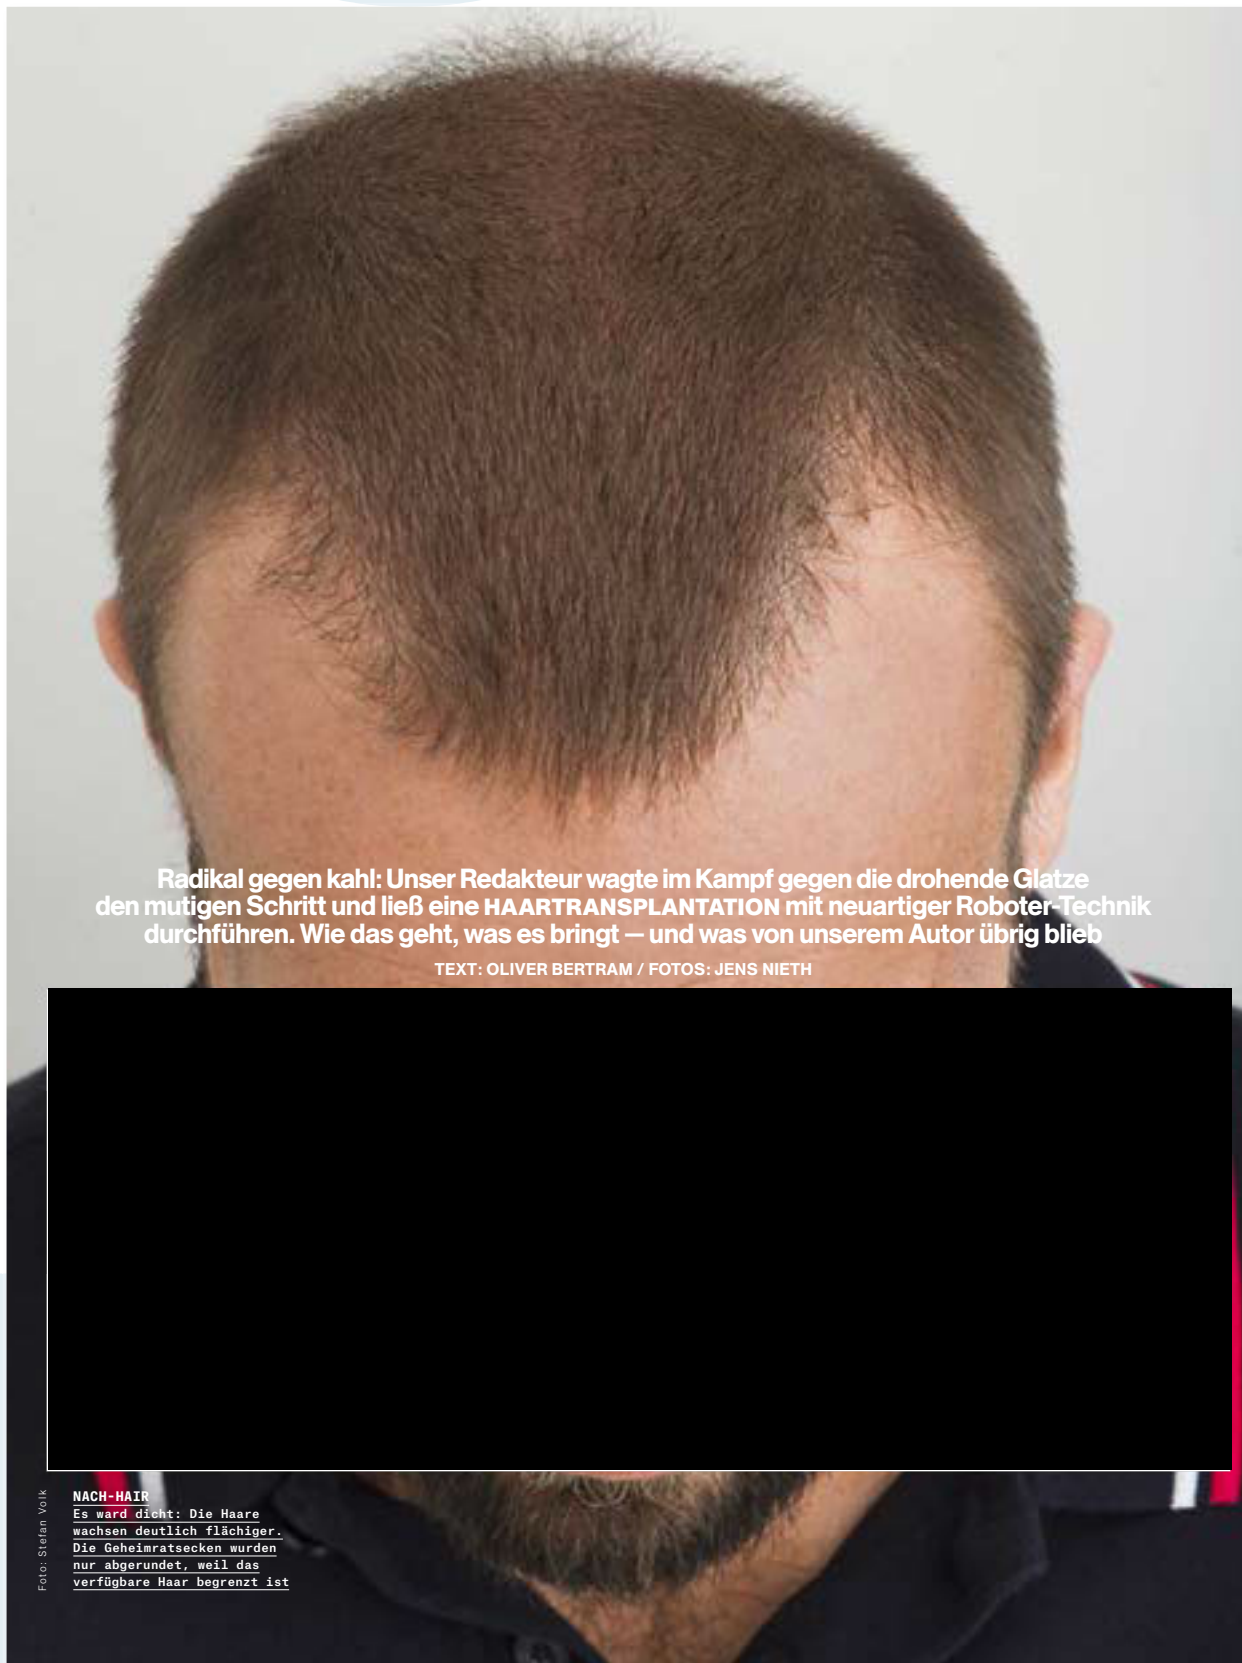 Radikal gegen kahl: Unser Redakteur wagte im Kampf gegen die drohende Glatze
den mutigen Schritt und ließ eine HAARTRANSPLANTATION mit neuartiger Roboter-Technik
durchführen. Wie das geht, was es bringt — und was von unserem Autor übrig blieb
TEXT: OLIVER BERTRAM / FOTOS: JENS NIETH
Foto: Stefan Volk
NACH-HAIR
Es ward dicht: Die Haare
wachsen deutlich flächiger.
Die Geheimratsecken wurden
nur abgerundet, weil das
verfügbare Haar begrenzt ist